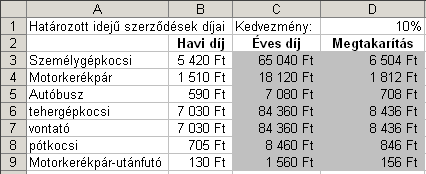 A B C D
1 Határozott idejű szerződések díjai Kedvezmény: 10%
2 Havi díj Éves díj Megtakarítás
3 Személygépkocsi 5 420 Ft 65 040 Ft 6 504 Ft
4 Motorkerékpár 1 510 Ft 18 120 Ft 1 812 Ft
5 Autóbusz 590 Ft 7 080 Ft 708 Ft
6 tehergépkocsi 7 030 Ft 84 360 Ft 8 436 Ft
7 vontató 7 030 Ft 84 360 Ft 8 436 Ft
8 pótkocsi 705 Ft 8 460 Ft 846 Ft
9 Motorkerékpár-utánfutó 130 Ft 1 560 Ft 156 Ft